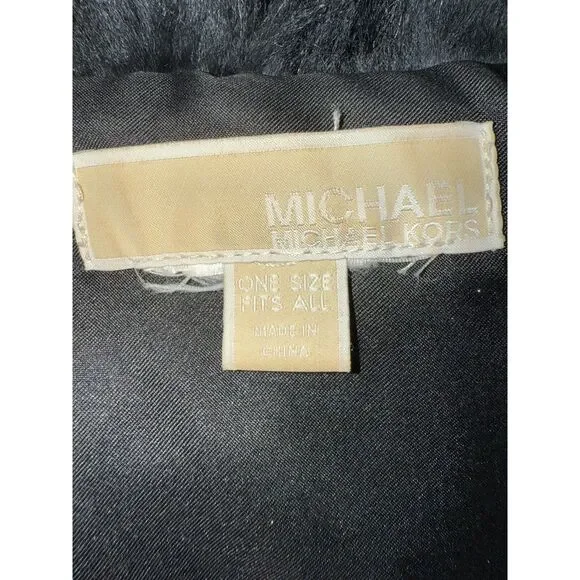 MICHAEL
MICHAEL KORS
ONE SIZE
FITS ALL
MADE IN
CHINA